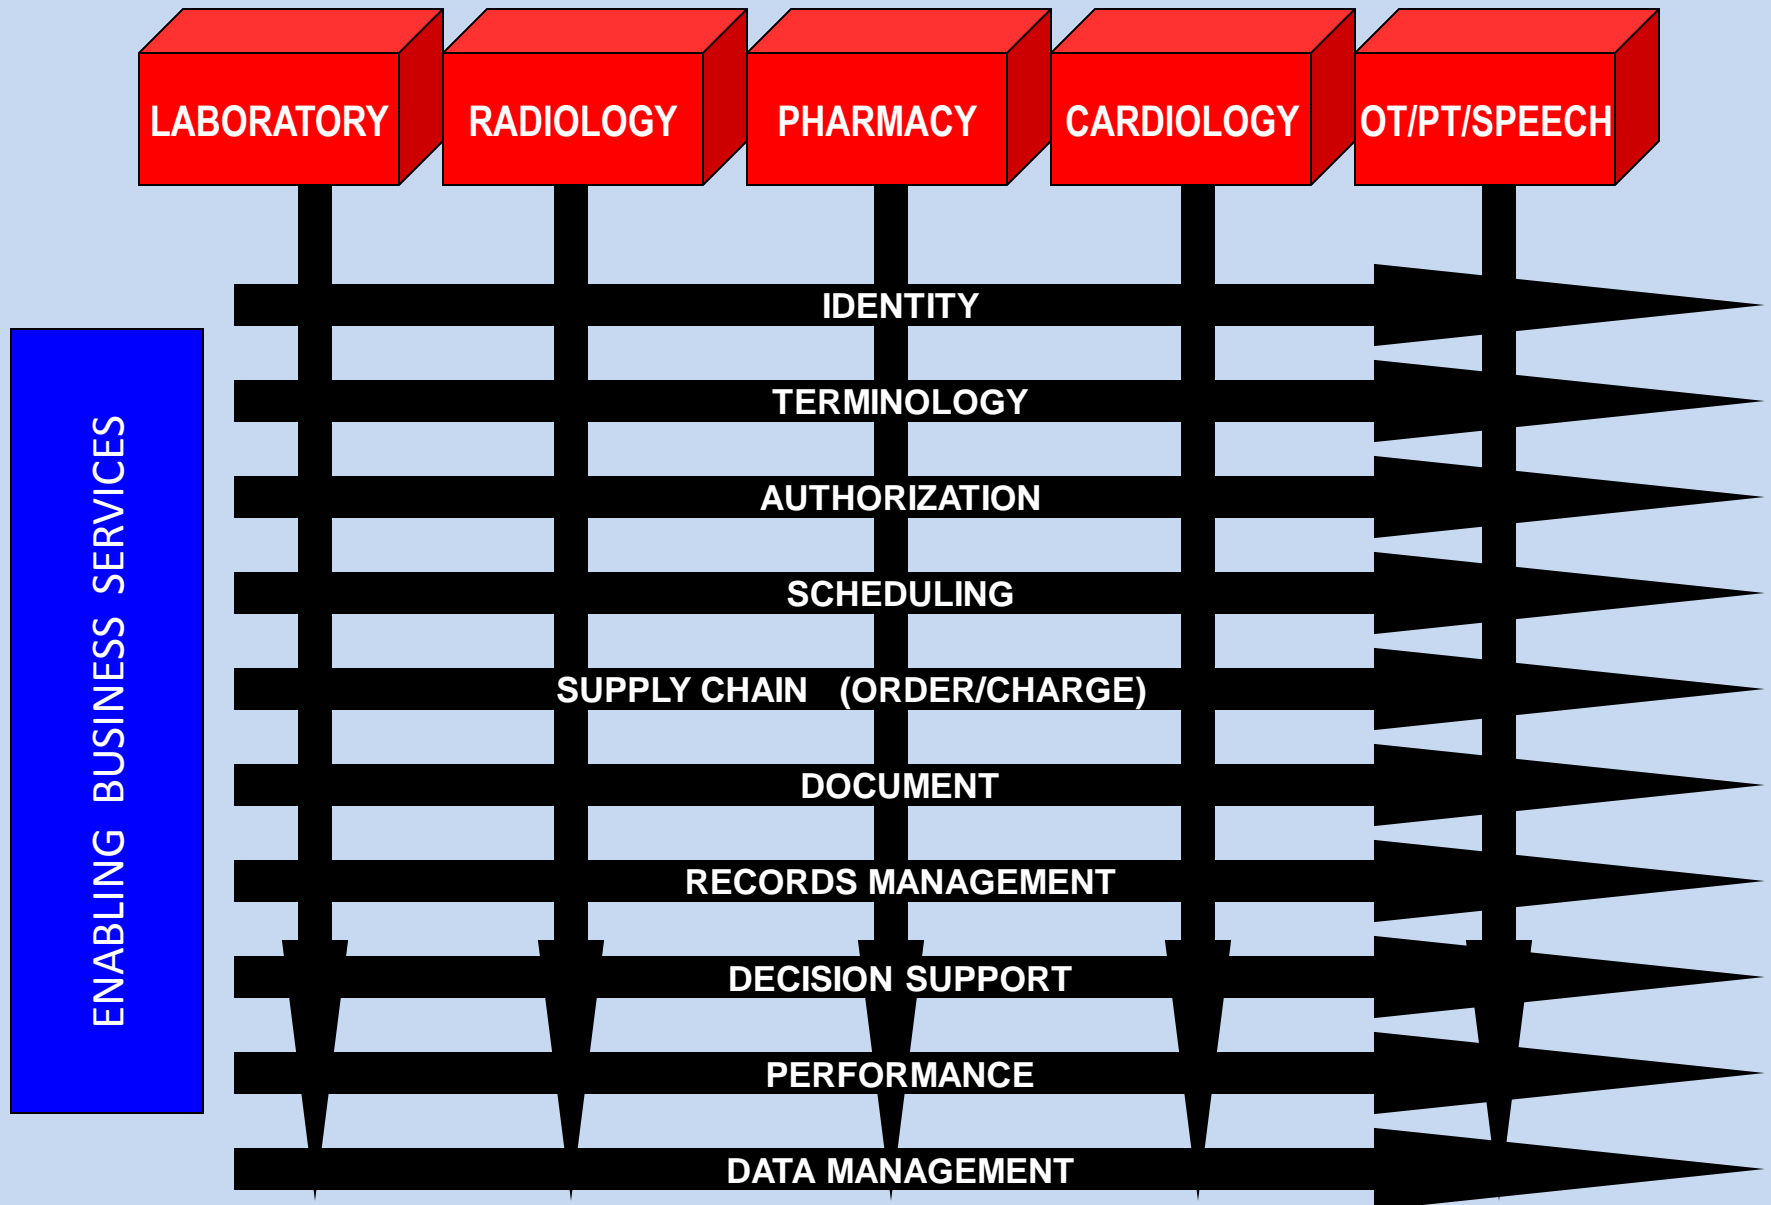 LABORATORY
RADIOLOGY
PHARMACY
CARDIOLOGY
OT/PT/SPEECH
ENABLING BUSINESS SERVICES
IDENTITY
TERMINOLOGY
AUTHORIZATION
SCHEDULING
SUPPLY CHAIN (ORDER/CHARGE)
DOCUMENT
RECORDS MANAGEMENT
DECISION SUPPORT
PERFORMANCE
DATA MANAGEMENT